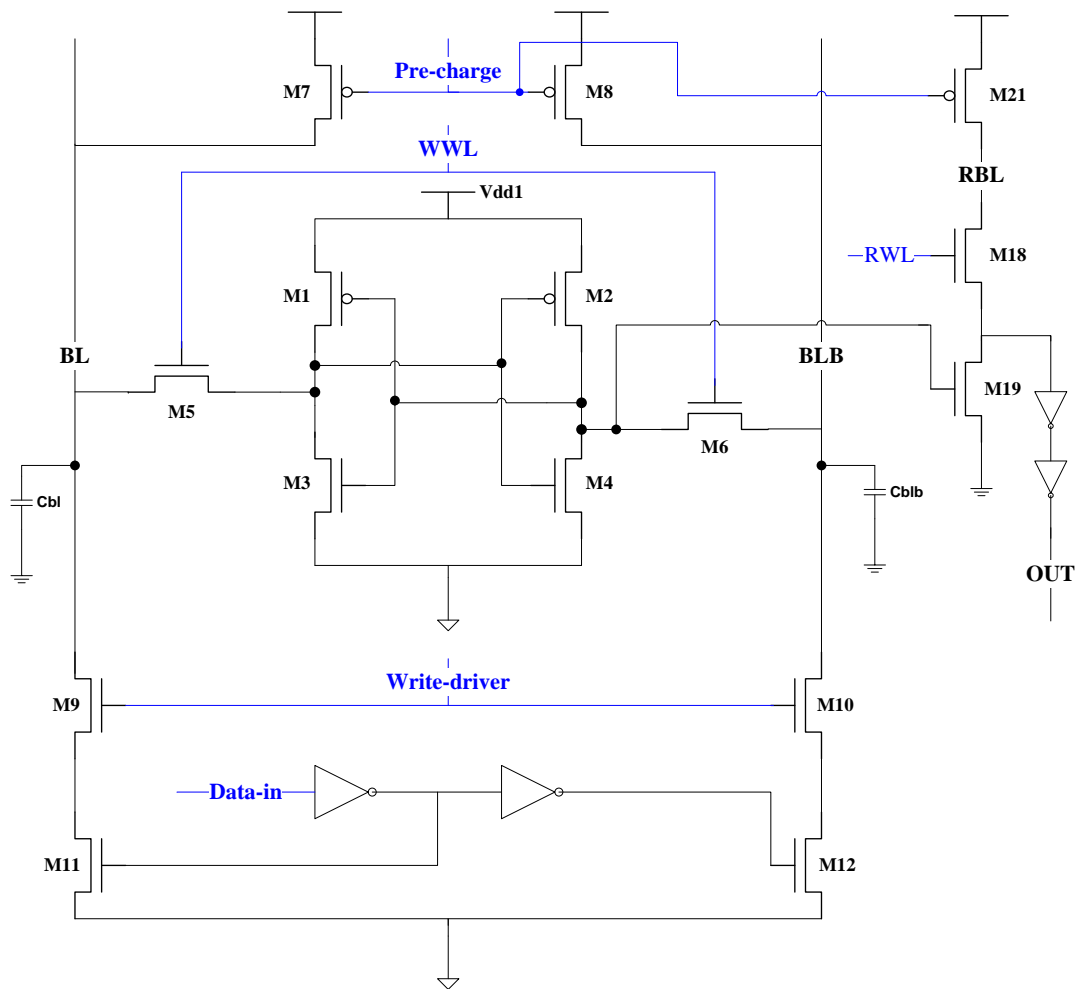 Pre-charge
M7
M8
M21
WWL
RBL
Vdd1
M18
RWL
M1
M2
BL
BLB
M19
M5
M6
M3
M4
Cbl
Cblb
OUT
Write-driver
M9
M10
Data-in
M11
M12